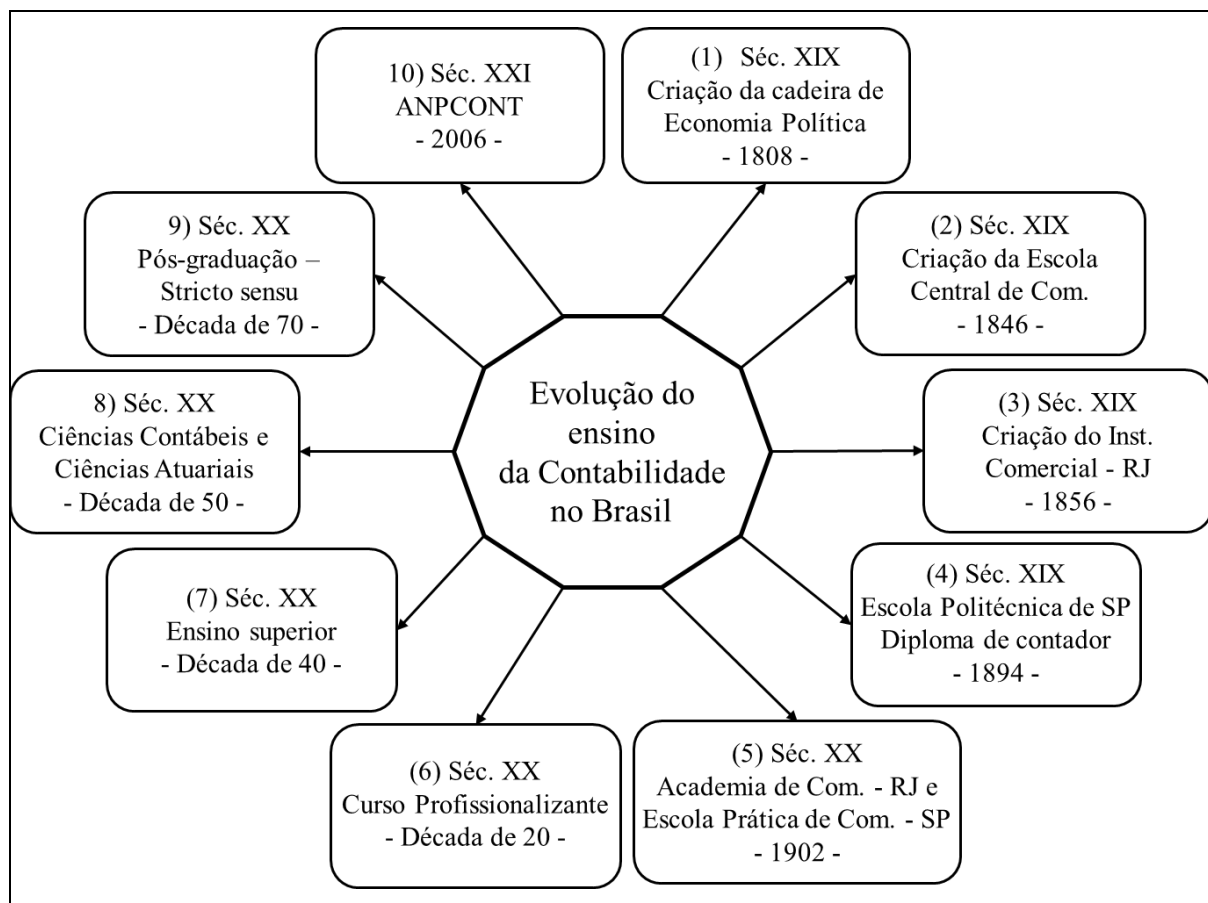 Evolução do
ensino
da Contabilidade
no Brasil
(1) Séc. XIX
Criação da cadeira de
Economia Política
- 1808 -
(2) Séc. XIX
Criação da Escola
Central de Com.
- 1846 -
(3) Séc. XIX
Criação do Inst.
Comercial - RJ
- 1856 -
(4) Séc. XIX
Escola Politécnica de SP
Diploma de contador
- 1894 -
(5) Séc. XX
Academia de Com. - RJ e
Escola Prática de Com. - SP
- 1902 -
(6) Séc. XX
Curso Profissionalizante
- Década de 20 -
(7) Séc. XX
Ensino superior
- Década de 40 -
8) Séc. XX
Ciências Contábeis e
Ciências Atuariais
- Década de 50 -
9) Séc. XX
Pós-graduação –
Stricto sensu
- Década de 70 -
10) Séc. XXI
ANPCONT
- 2006 -